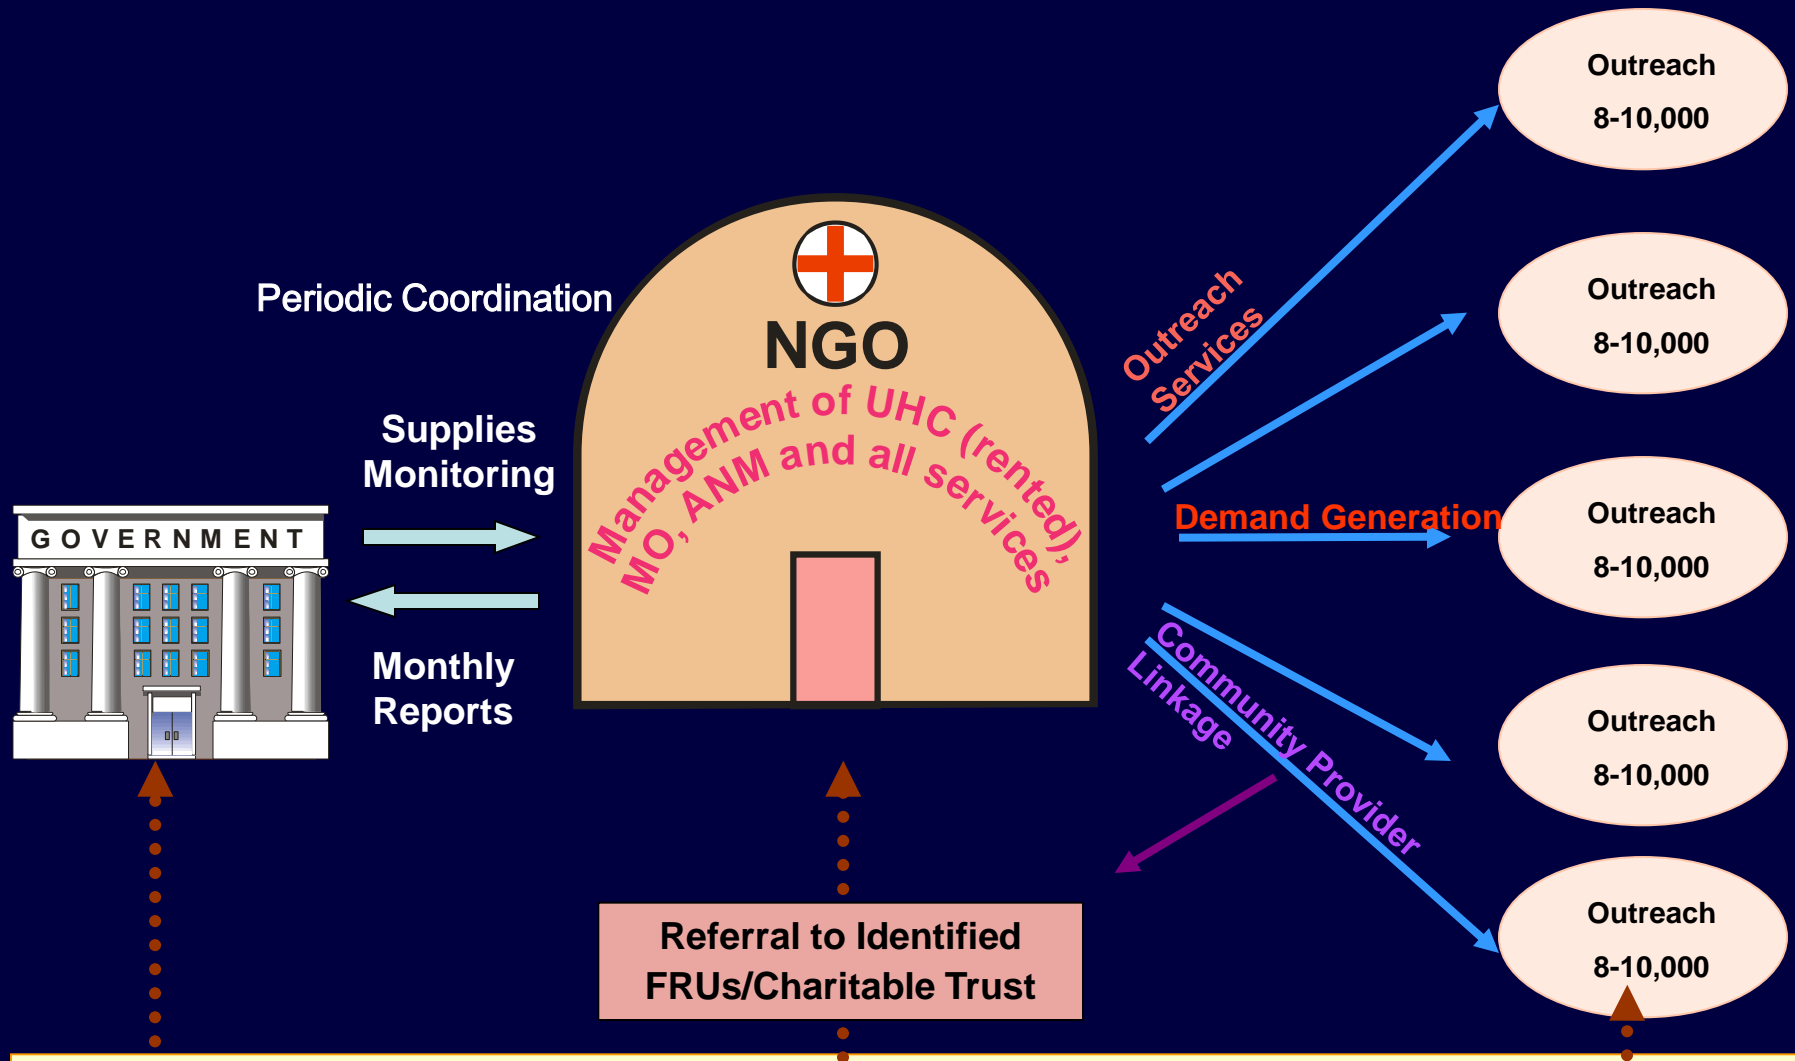 Periodic Coordination
Supplies
Monitoring
GOVERNMENT
Monthly
Reports
NGO
Management of UHC (rented),
MO, ANM and all services
Outreach
Services
Demand Generation
Community Provider
Linkage
Referral to Identified
FRUs/Charitable Trust
Outreach
8-10,000
Outreach
8-10,000
Outreach
8-10,000
Outreach
8-10,000
Outreach
8-10,000